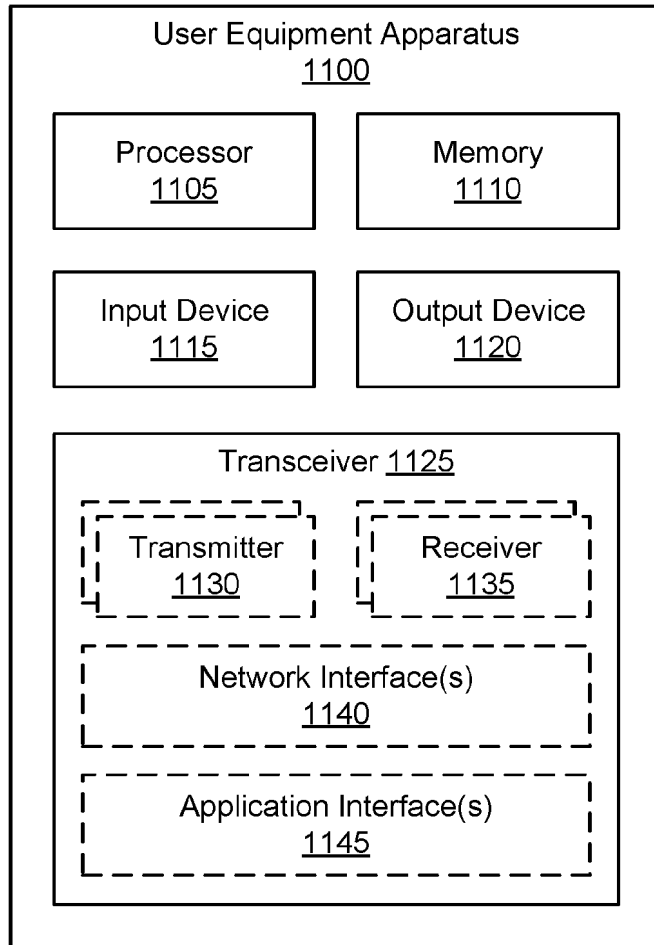 User Equipment Apparatus
1100
Processor
1105
Memory
1110
Input Device
1115
Output Device
1120
Transceiver 1125
Transmitter
1130
Receiver
1135
Network Interface(s)
1140
Application Interface(s)
1145